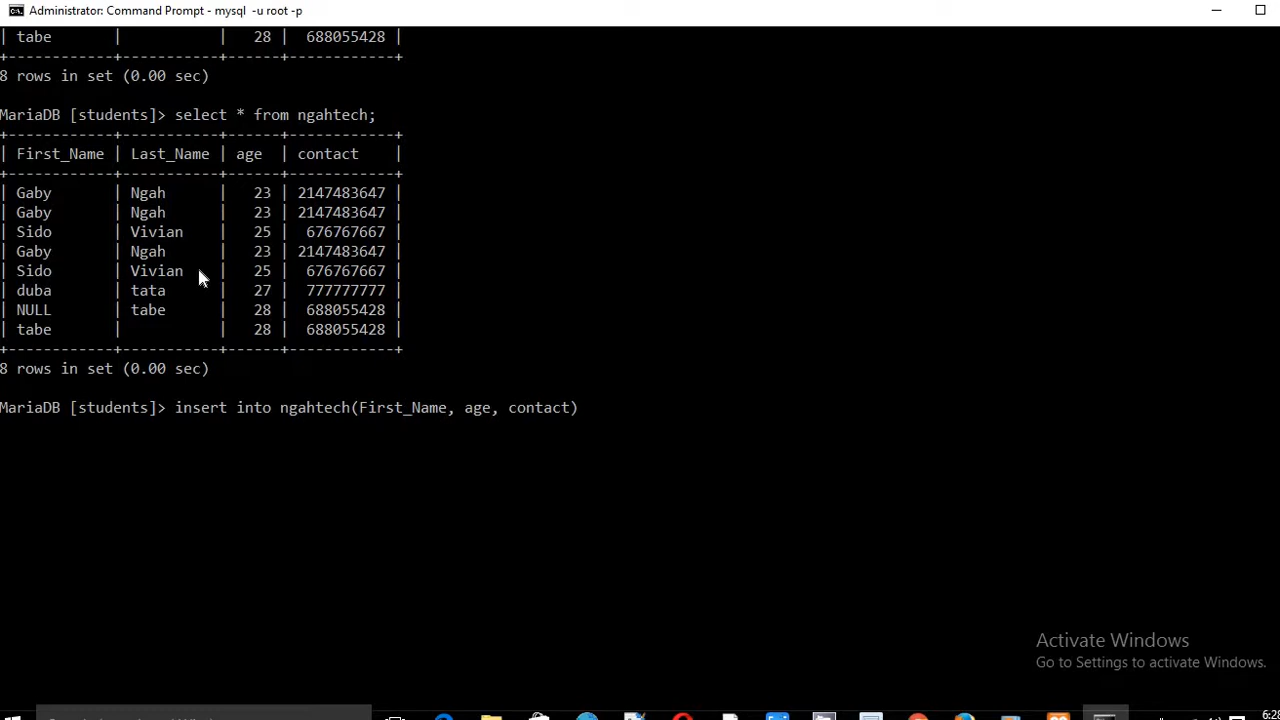 Administrator: Command Prompt - mysql  -u root -p
| tabe       |           |   28 |  688055428 |
+------------+-----------+------+------------+
8 rows in set (0.00 sec)
MariaDB [students]> select * from ngahtech;
+------------+-----------+------+------------+
| First_Name | Last_Name | age  | contact    |
+------------+-----------+------+------------+
| Gaby       | Ngah      |   23 | 2147483647 |
| Gaby       | Ngah      |   23 | 2147483647 |
| Sido       | Vivian    |   25 |  676767667 |
| Gaby       | Ngah      |   23 | 2147483647 |
| Sido       | Vivian    |   25 |  676767667 |
| duba       | tata      |   27 |  777777777 |
| NULL       | tabe      |   28 |  688055428 |
| tabe       |           |   28 |  688055428 |
+------------+-----------+------+------------+
8 rows in set (0.00 sec)
MariaDB [students]> insert into ngahtech(First_Name, age, contact)
Activate Windows
Go to Settings to activate Windows.